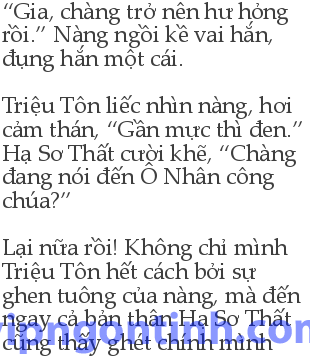 “Gia, chàng trở nên hư hỏng
rồi.” Nàng ngồi kề vai hắn,
đụng hắn một cái.
Triệu Tôn liếc nhìn nàng, hơi
cảm thán, “Gần mực thì đen.”
Hạ Sơ Thất cười khẽ, “Chàng
đang nói đến Ô Nhân công
chúa?”
Lại nữa rồi! Không chỉ mình
Triệu Tôn hết cách bởi sự
ghen tuông của nàng, mà đến
ngay cả bản thân Hạ Sơ Thất
cũng thấy ghét chính mình
vipngontinh.com